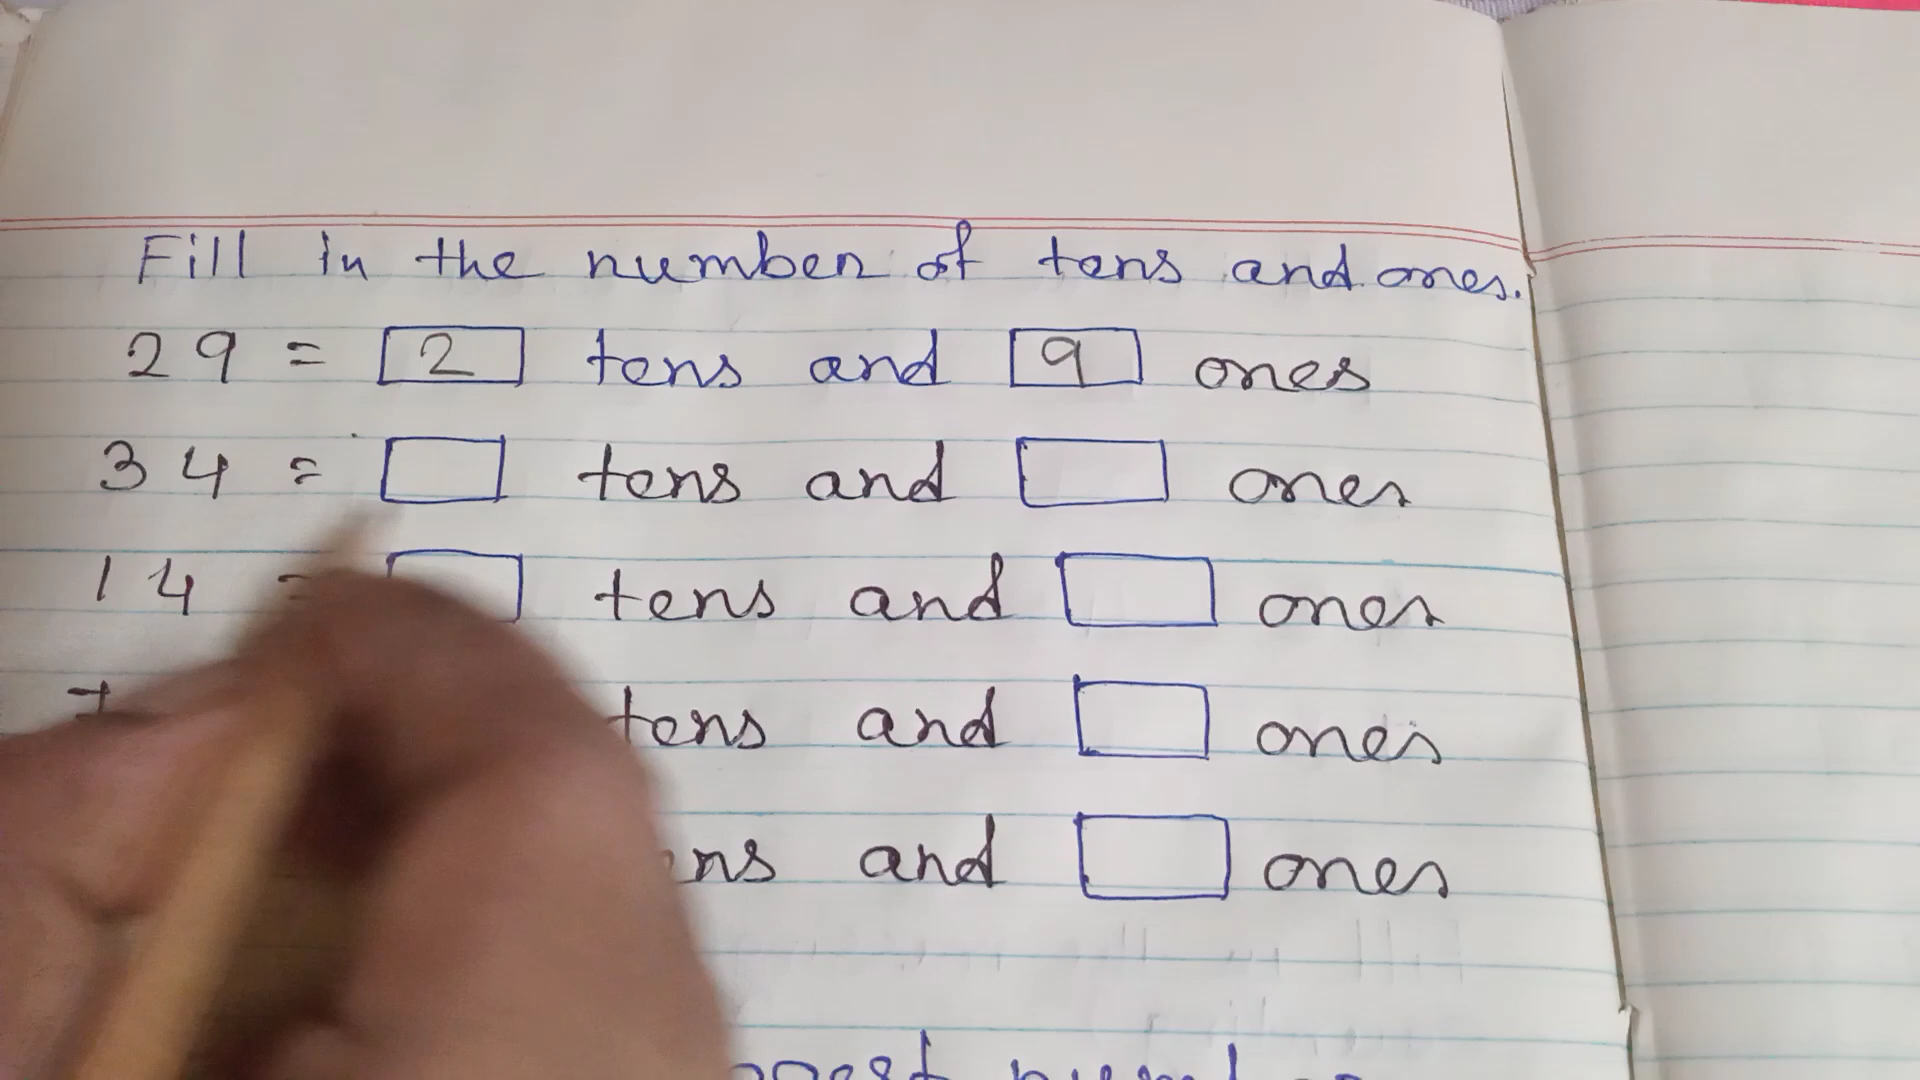 Fill in the number of tens and ones.
29 = 2 tens and 9 ones
34 = tens and ones
14 = tens and ones
tens and ones
and ones